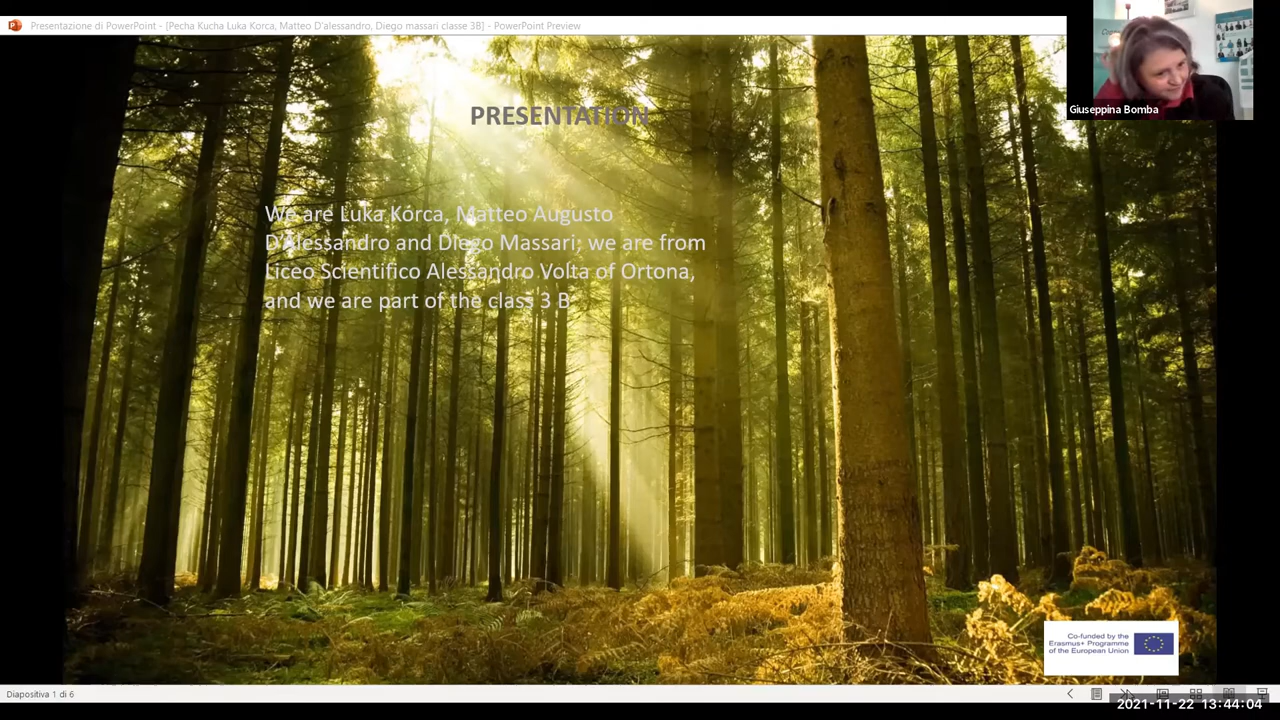 Presentazione di PowerPoint - [Pecha Kucha Luka Korca, Matteo D'alessandro, Diego massari classe 3B] - PowerPoint Preview
Giuseppina Bomba
PRESENTATION
We are Luka Korca, Matteo Augusto
D'Alessandro and Diego Massari; we are from
Liceo Scientifico Alessandro Volta of Ortona,
and we are part of the class 3 B
Co-funded by the
Erasmus+ Programme
of the European Union
Diapositiva 1 di 6
2021-11-22 13:44:04